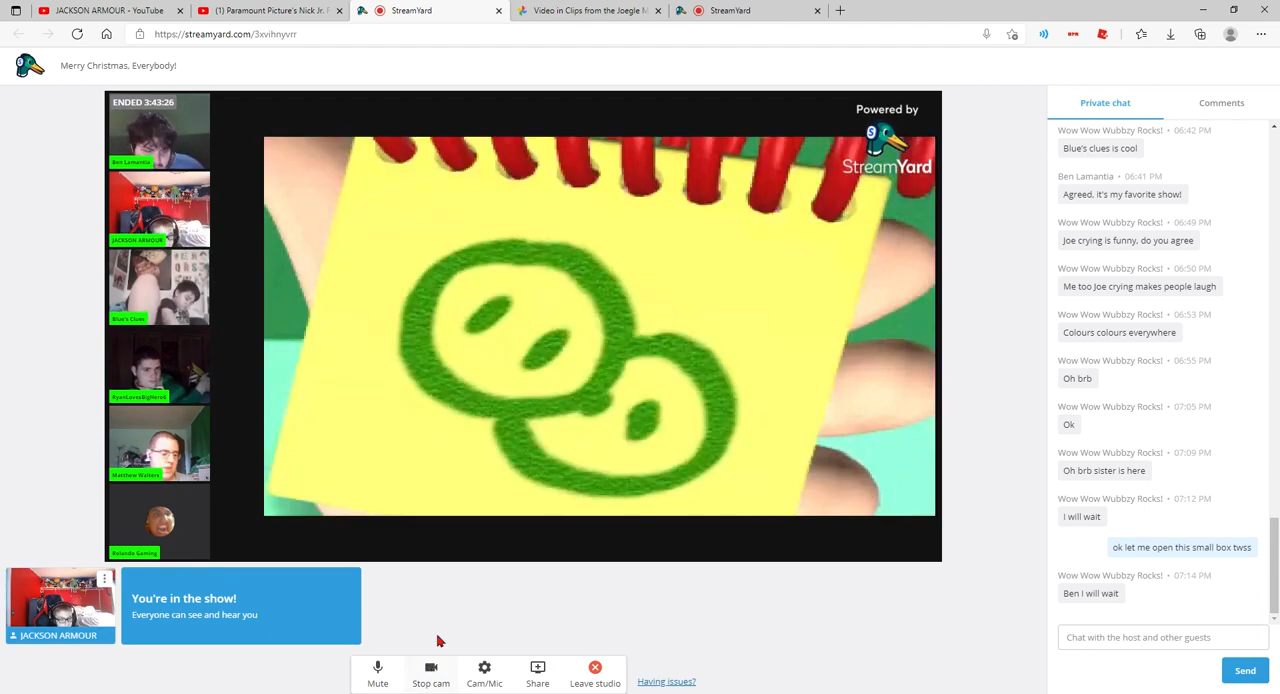 JACKSON ARMOUR - YouTube
(1) Paramount Picture's Nick Jr. F
StreamYard
Video in Clips from the Joegle M
StreamYard
https://streamyard.com/3xvihnyvrr
Merry Christmas, Everybody!
ENDED 3:43:26
Ben Lamantia
JACKSON ARMOUR
Blue's Clues
RyanLovesBigHero6
Matthew Walters
Rolando Gaming
Powered by
StreamYard
JACKSON ARMOUR
You're in the show!
Everyone can see and hear you
Mute
Stop cam
Cam/Mic
Share
Leave studio
Having issues?
Private chat
Comments
Wow Wow Wubbzy Rocks! • 06:42 PM
Blue's clues is cool
Ben Lamantia • 06:41 PM
Agreed, it's my favorite show!
Wow Wow Wubbzy Rocks! • 06:49 PM
Joe crying is funny, do you agree
Wow Wow Wubbzy Rocks! • 06:50 PM
Me too Joe crying makes people laugh
Wow Wow Wubbzy Rocks! • 06:53 PM
Colours colours everywhere
Wow Wow Wubbzy Rocks! • 06:55 PM
Oh brb
Wow Wow Wubbzy Rocks! • 07:05 PM
Ok
Wow Wow Wubbzy Rocks! • 07:09 PM
Oh brb sister is here
Wow Wow Wubbzy Rocks! • 07:12 PM
I will wait
ok let me open this small box twss
Wow Wow Wubbzy Rocks! • 07:14 PM
Ben I will wait
Chat with the host and other guests
Send